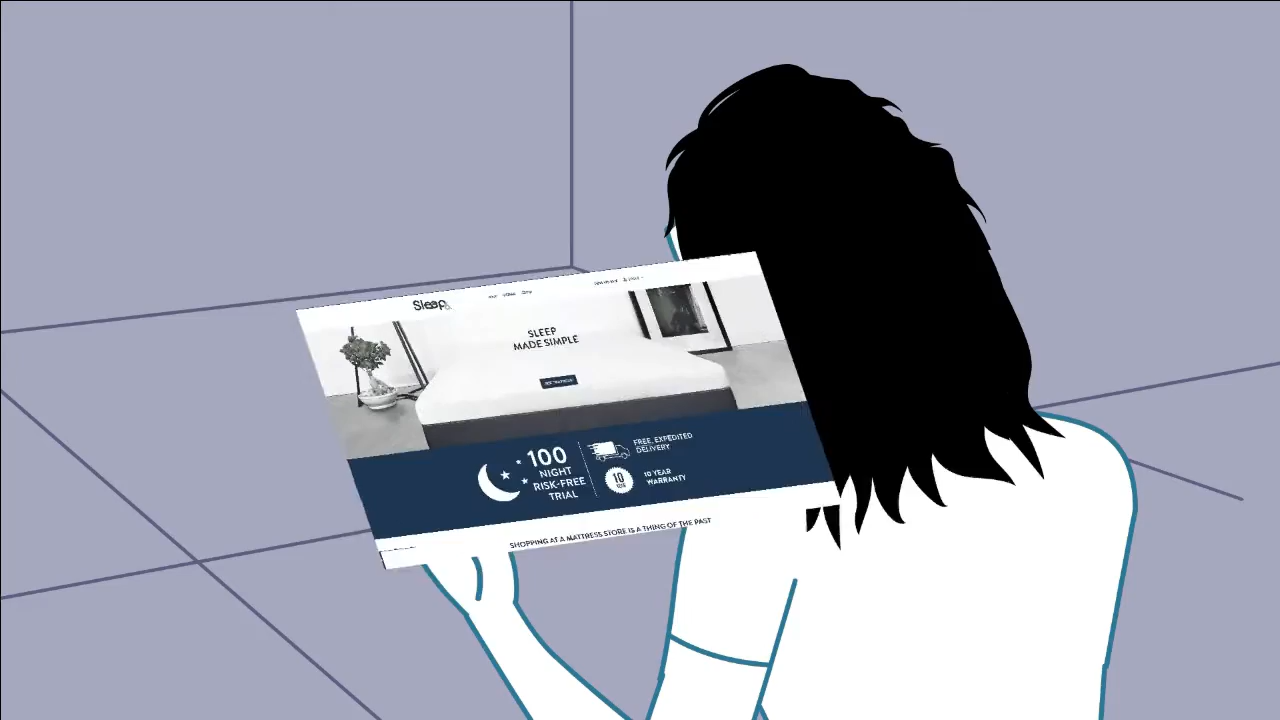 Sleep
SLEEP
MADE SIMPLE
100
NIGHT
RISK-FREE
TRIAL
FREE, EXPEDITED
DELIVERY
10
10 YEAR
WARRANTY
SHOPPING AT A MATTRESS STORE IS A THING OF THE PAST